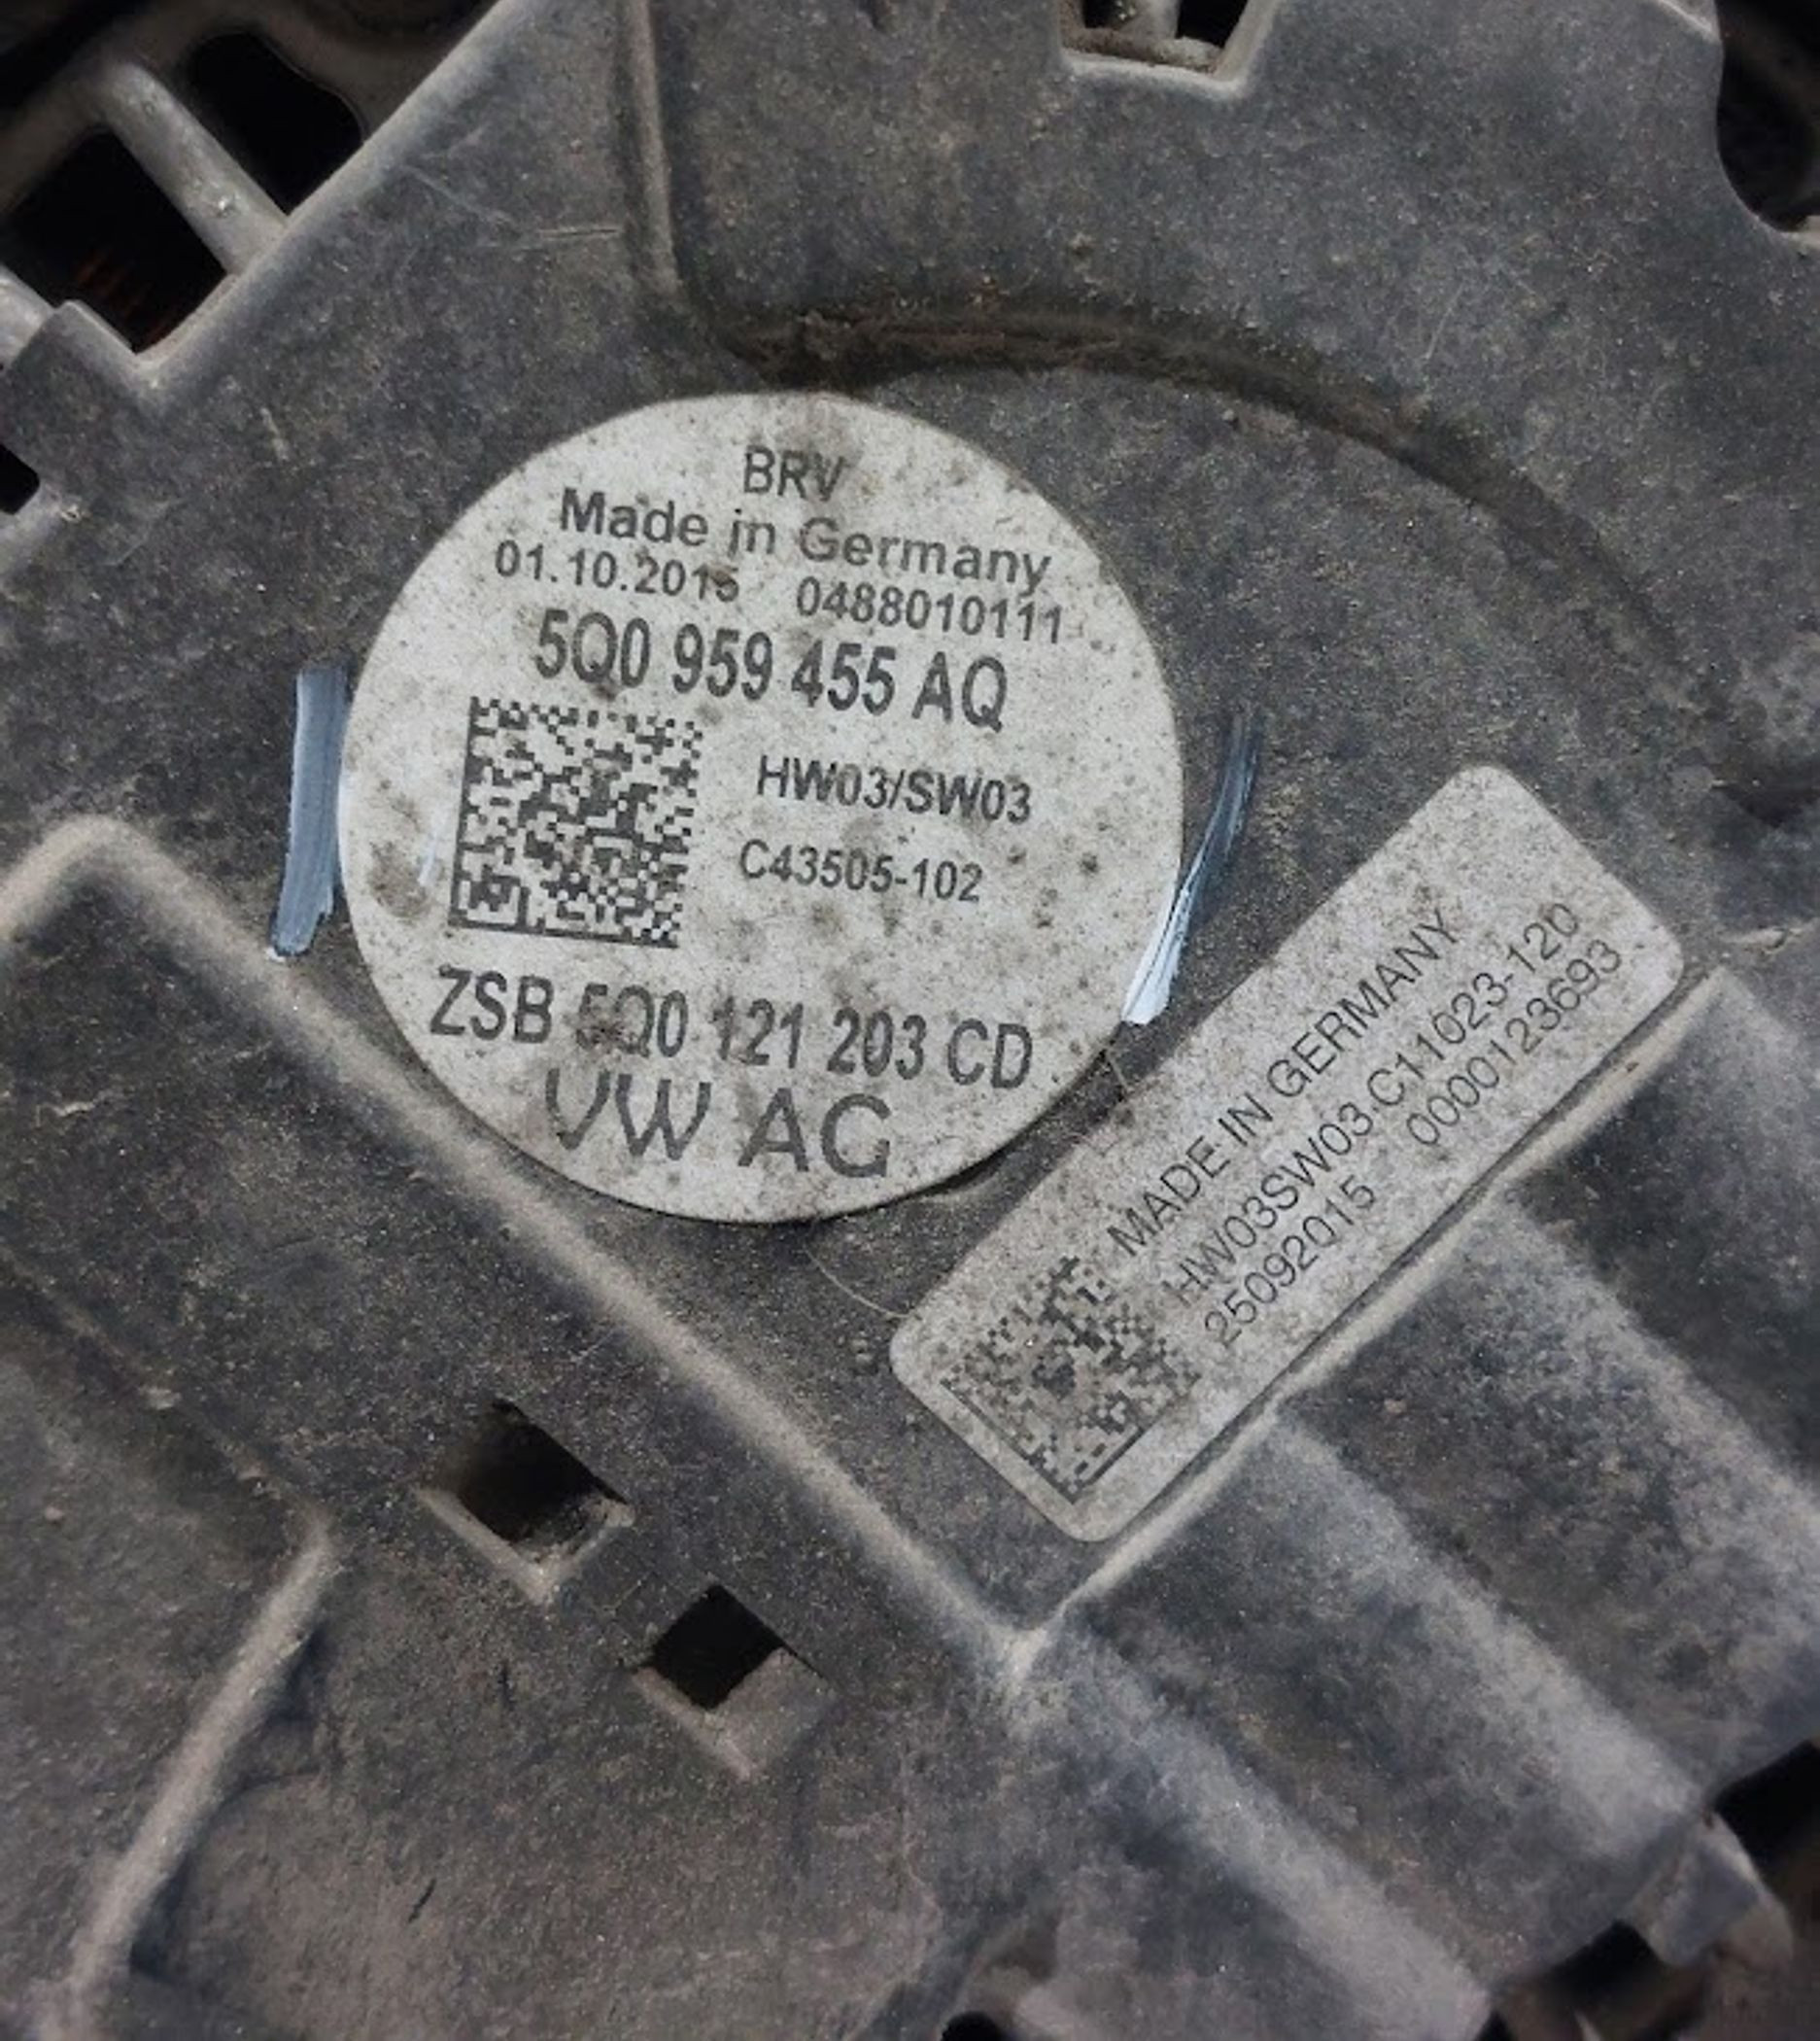 BRV
Made in Germany
01.10.2015 0488010111
5Q0 959 455 AQ
HW03/SW03
C43505-102
ZSB 5Q0 121 203 CD
VW AG
MADE IN GERMANY
HW03SW03 C11023-120
25092015 0000123693